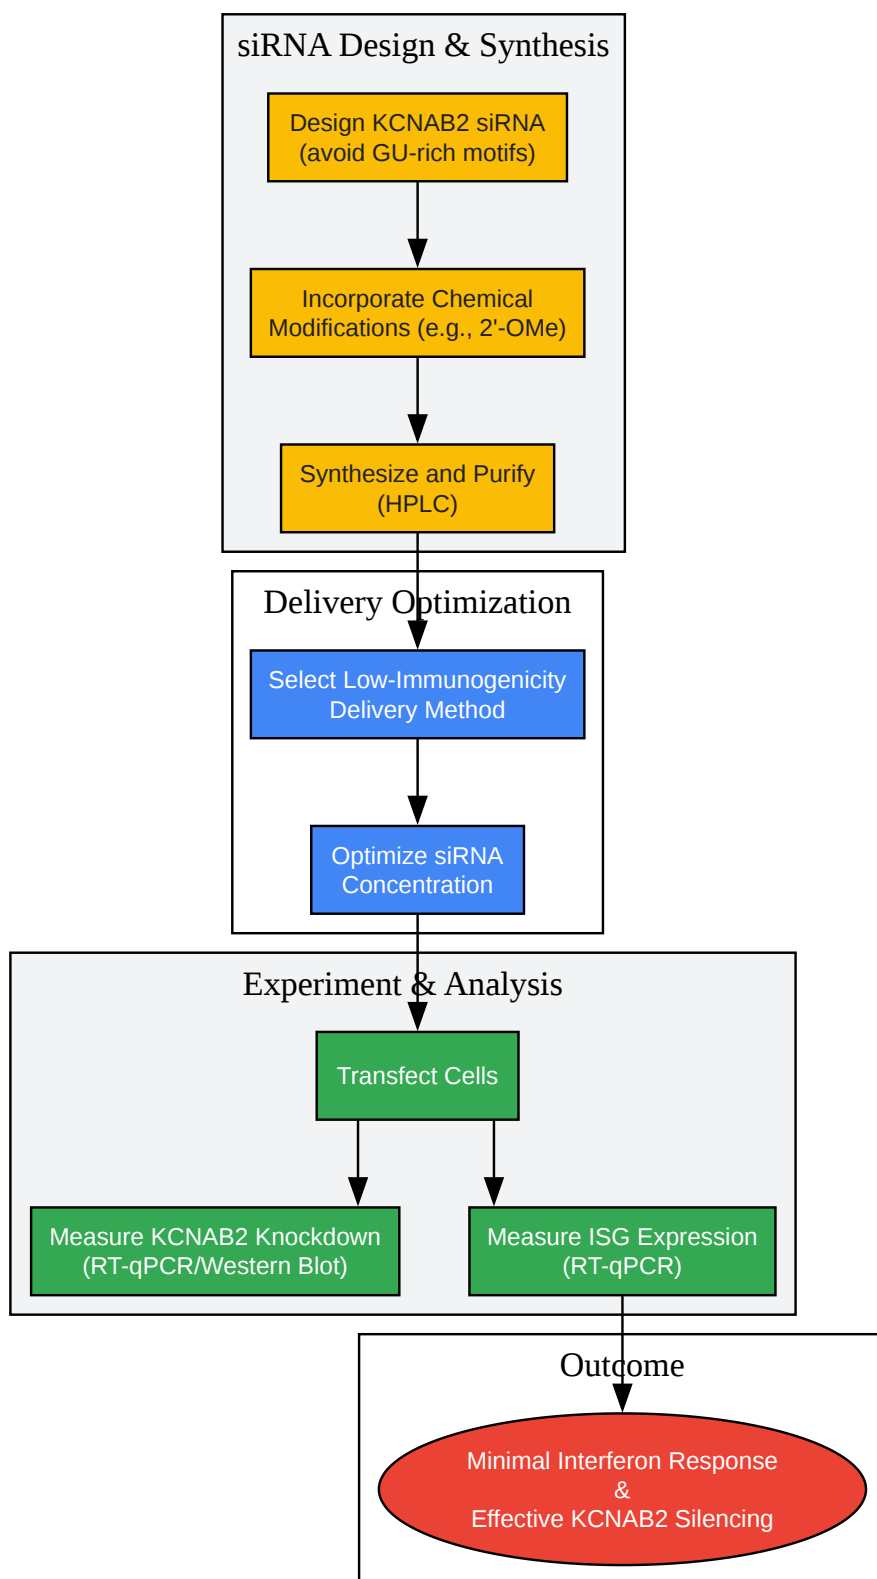 siRNA Design & Synthesis
Design KCNAB2 siRNA
(avoid GU-rich motifs)
Incorporate Chemical
Modifications (e.g., 2'-OMe)
Synthesize and Purify
(HPLC)
Delivery Optimization
Select Low-Immunogenicity
Delivery Method
Optimize siRNA
Concentration
Experiment & Analysis
Transfect Cells
Measure KCNAB2 Knockdown
(RT-qPCR/Western Blot)
Measure ISG Expression
(RT-qPCR)
Outcome
Minimal Interferon Response
&
Effective KCNAB2 Silencing